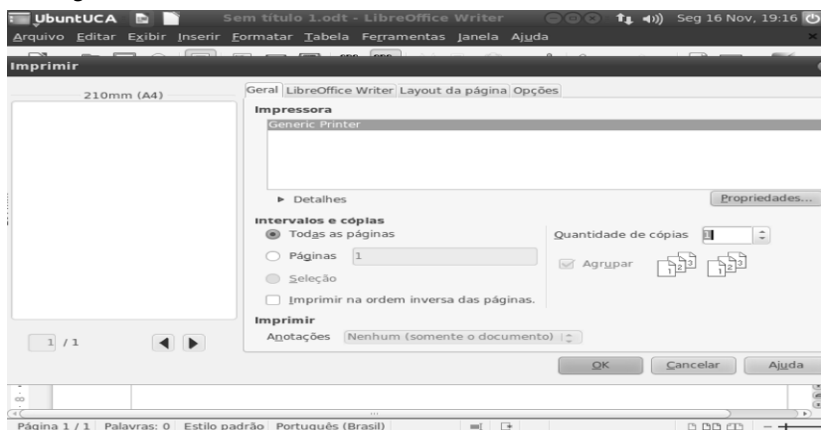 UbuntUCA Sem título 1.odt - LibreOffice Writer Seg 16 Nov, 19:16
Arquivo Editar Exibir Inserir Formatar Tabela Ferramentas Janela Ajuda
Imprimir
210mm (A4)
Geral LibreOffice Writer Layout da página Opções
Impressora
Generic Printer
Detalhes
Propriedades...
Intervalos e cópias
Todas as páginas
Quantidade de cópias 1
Páginas 1
Agrupar
Seleção
Imprimir na ordem inversa das páginas.
Imprimir
Anotações Nenhum (somente o documento)
1 / 1
OK Cancelar Ajuda
Página 1 / 1 Palavras: 0 Estilo padrão Português (Brasil)